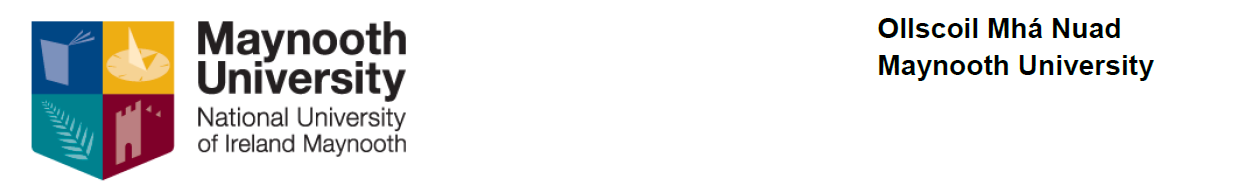 Maynooth
University
National University
of Ireland Maynooth
Ollscoil Mhá Nuad
Maynooth University